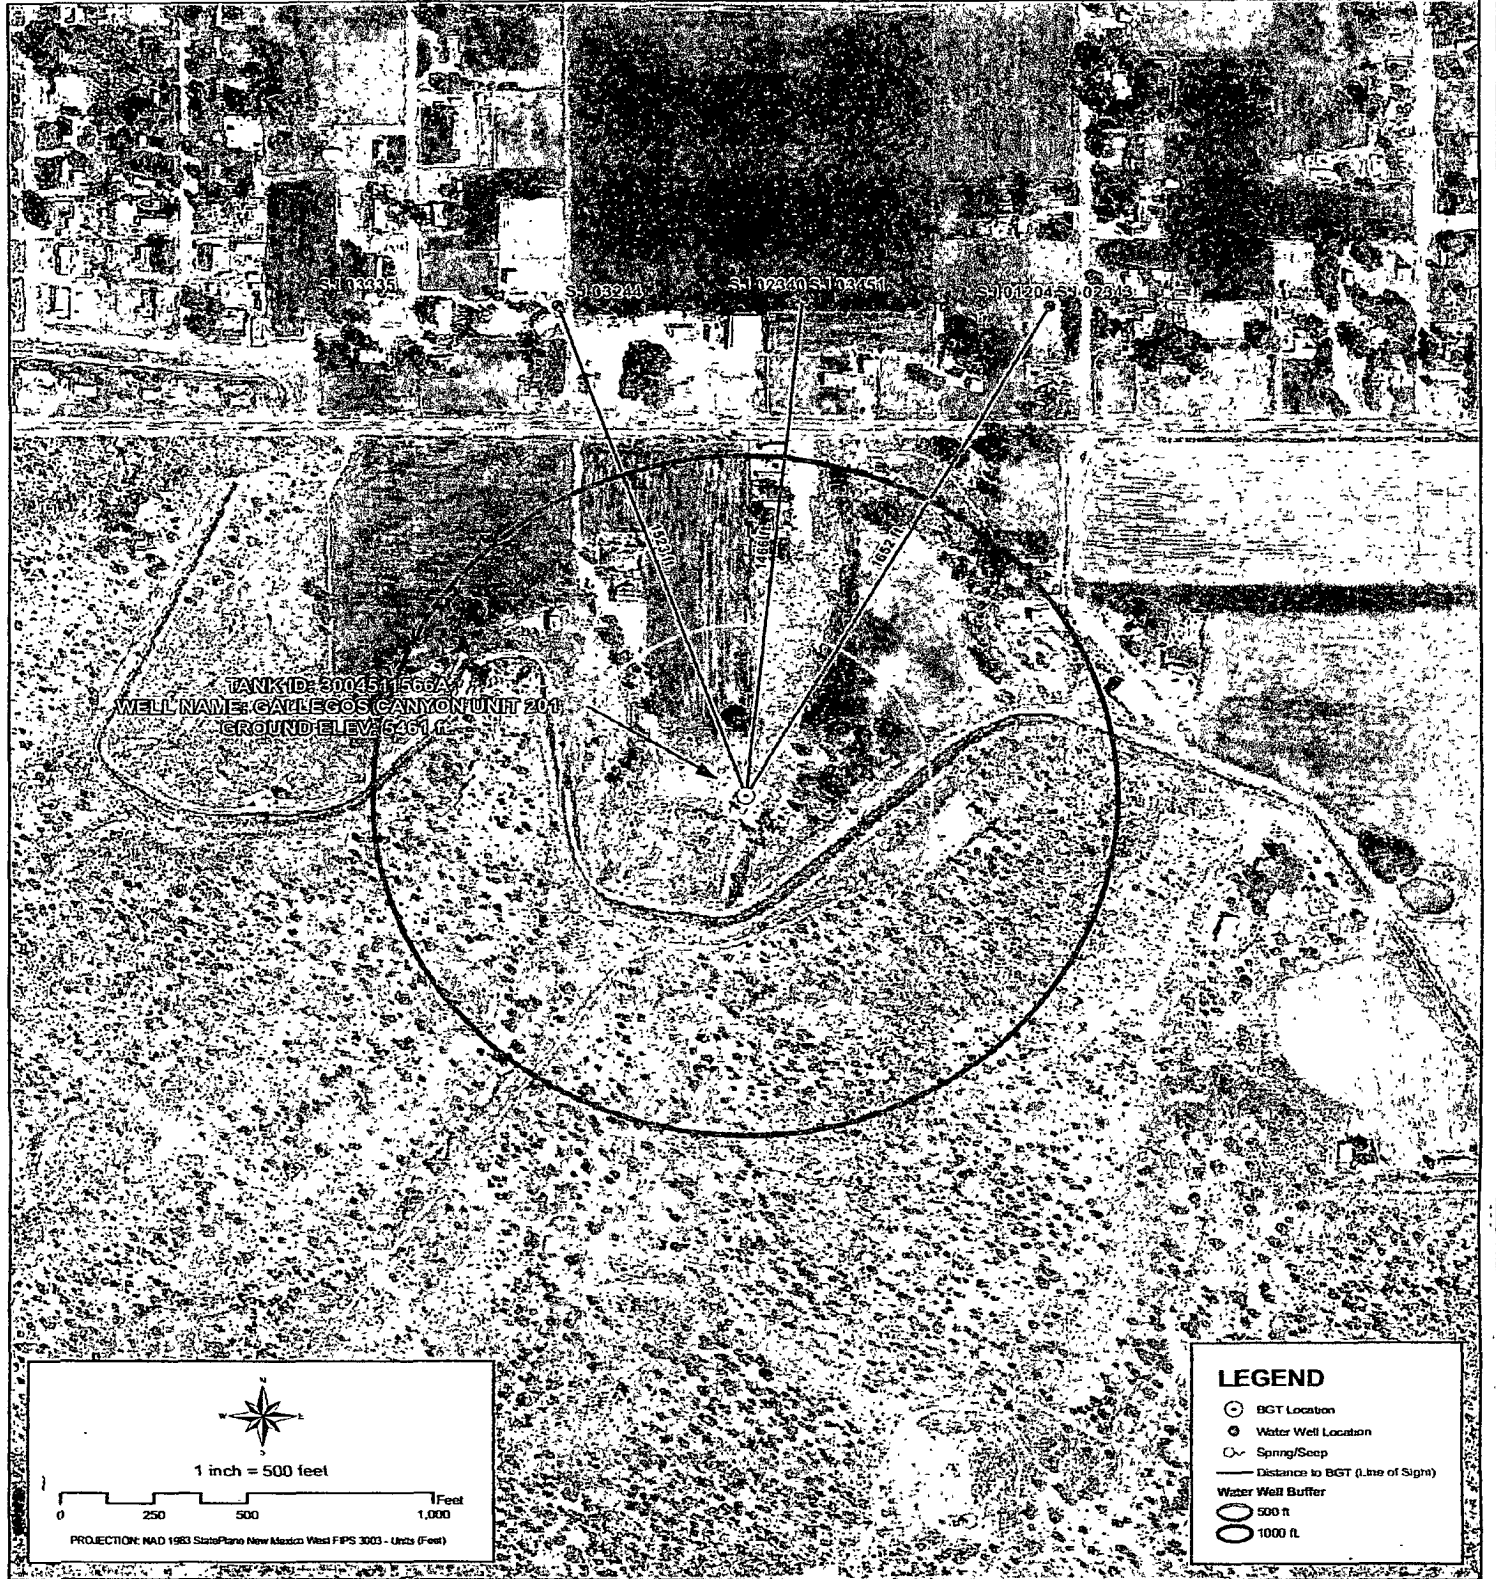 SJ 03335
SJ 03244
SJ 02340 SJ 03451
SJ 01204 SJ 02343
TANK ID: 3004511566A
WELL NAME: GALLEGOS CANYON UNIT 201
GROUND ELEV: 5461 ft.
N
W E
S
1 inch = 500 feet
Feet
0 250 500 1,000
PROJECTION: NAD 1983 StatePlane New Mexico West FIPS 3003 - Units (Feet)
LEGEND
BGT Location
Water Well Location
Spring/Seep
Distance to BGT (Line of Sight)
Water Well Buffer
500 ft
1000 ft.